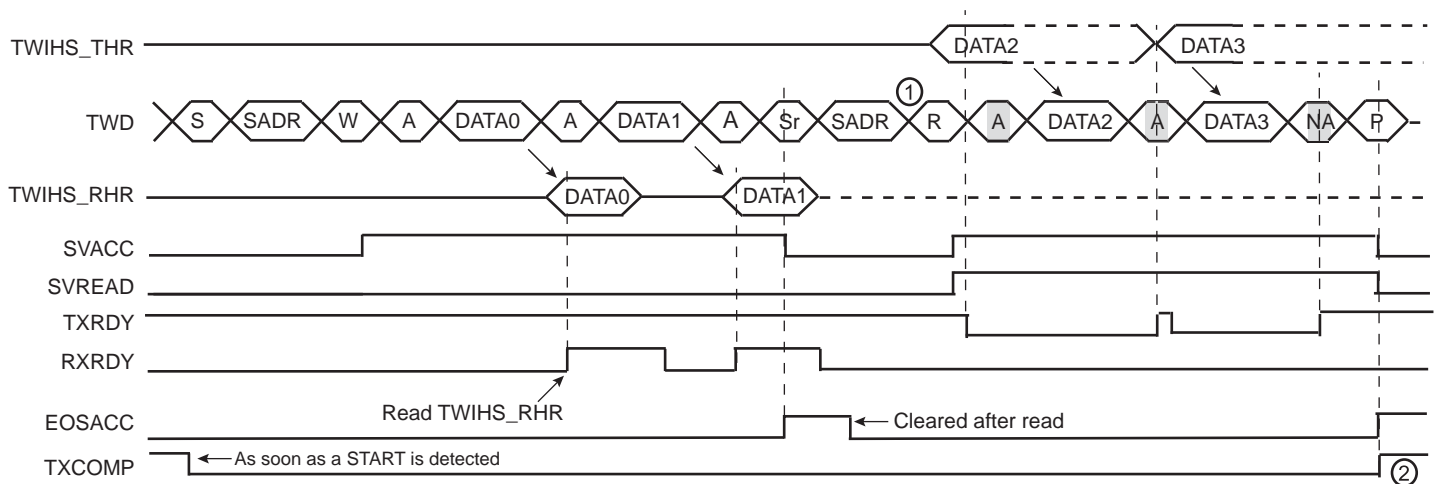 TWIHS_THR DATA2 DATA3
①
TWD S SADR W A DATA0 A DATA1 A Sr SADR R A DATA2 A DATA3 NA P
TWIHS_RHR DATA0 DATA1
SVACC
SVREAD
TXRDY
RXRDY
Read TWIHS_RHR
EOSACC Cleared after read
TXCOMP As soon as a START is detected ②